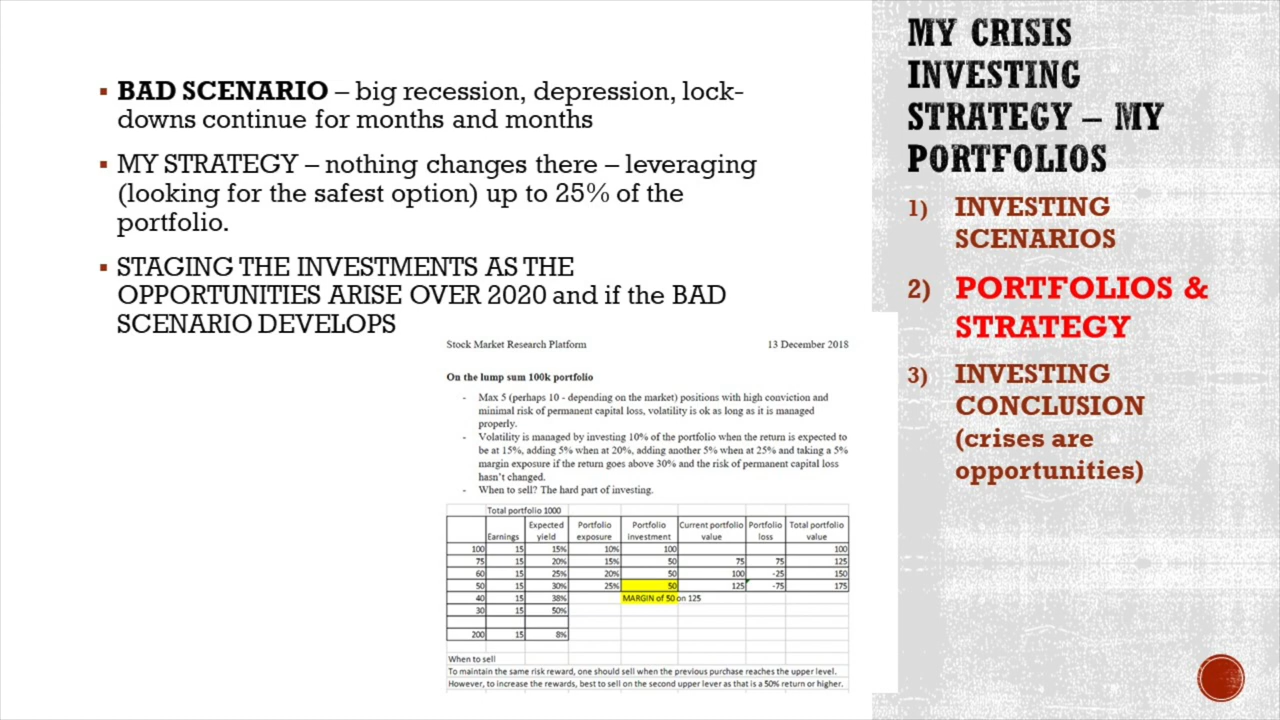 ▪ BAD SCENARIO – big recession, depression, lock-
downs continue for months and months
▪ MY STRATEGY – nothing changes there – leveraging
(looking for the safest option) up to 25% of the
portfolio.
▪ STAGING THE INVESTMENTS AS THE
OPPORTUNITIES ARISE OVER 2020 and if the BAD
SCENARIO DEVELOPS
Stock Market Research Platform 13 December 2018
On the lump sum 100k portfolio
- Max 5 (perhaps 10 - depending on the market) positions with high conviction and
minimal risk of permanent capital loss, volatility is ok as long as it is managed
properly.
- Volatility is managed by investing 10% of the portfolio when the return is expected to
be at 15%, adding 5% when at 20%, adding another 5% when at 25% and taking a 5%
margin exposure if the return goes above 30% and the risk of permanent capital loss
hasn't changed.
- When to sell? The hard part of investing.
Total portfolio 1000
Earnings Expected yield Portfolio exposure Portfolio investment Current portfolio value Portfolio loss Total portfolio value
100 15 15% 10% 100 100
75 15 20% 15% 50 75 75 125
60 15 25% 20% 50 100 -25 150
50 15 30% 25% 50 125 -75 175
40 15 38% MARGIN of 50 on 125
30 15 50%
200 15 8%
When to sell
To maintain the same risk reward, one should sell when the previous purchase reaches the upper level.
However, to increase the rewards, best to sell on the second upper lever as that is a 50% return or higher.
MY CRISIS
INVESTING
STRATEGY – MY
PORTFOLIOS
1) INVESTING
SCENARIOS
2) PORTFOLIOS &
STRATEGY
3) INVESTING
CONCLUSION
(crises are
opportunities)